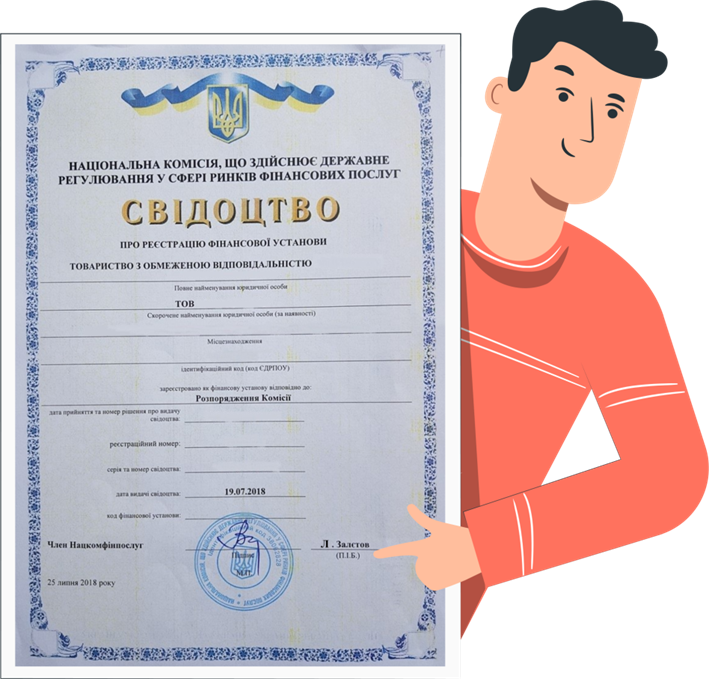 НАЦІОНАЛЬНА КОМІСІЯ, ЩО ЗДІЙСНЮЄ ДЕРЖАВНЕ
РЕГУЛЮВАННЯ У СФЕРІ РИНКІВ ФІНАНСОВИХ ПОСЛУГ
СВІДОЦТВО
ПРО РЕЄСТРАЦІЮ ФІНАНСОВОЇ УСТАНОВИ
ТОВАРИСТВО З ОБМЕЖЕНОЮ ВІДПОВІДАЛЬНІСТЮ
Повне найменування юридичної особи
ТОВ
Скорочене найменування юридичної особи (за наявності)
Місцезнаходження
ідентифікаційний код (код ЄДРПОУ)
зареєстровано як фінансову установу відповідно до:
Розпорядження Комісії
дата прийняття та номер рішення про видачу
свідоцтва:
реєстраційний номер:
серія та номер свідоцтва:
дата видачі свідоцтва: 19.07.2018
код фінансової установи:
Член Нацкомфінпослуг
Л . Залєтов
Підпис
(П.І.Б.)
М.П.
25 липня 2018 року